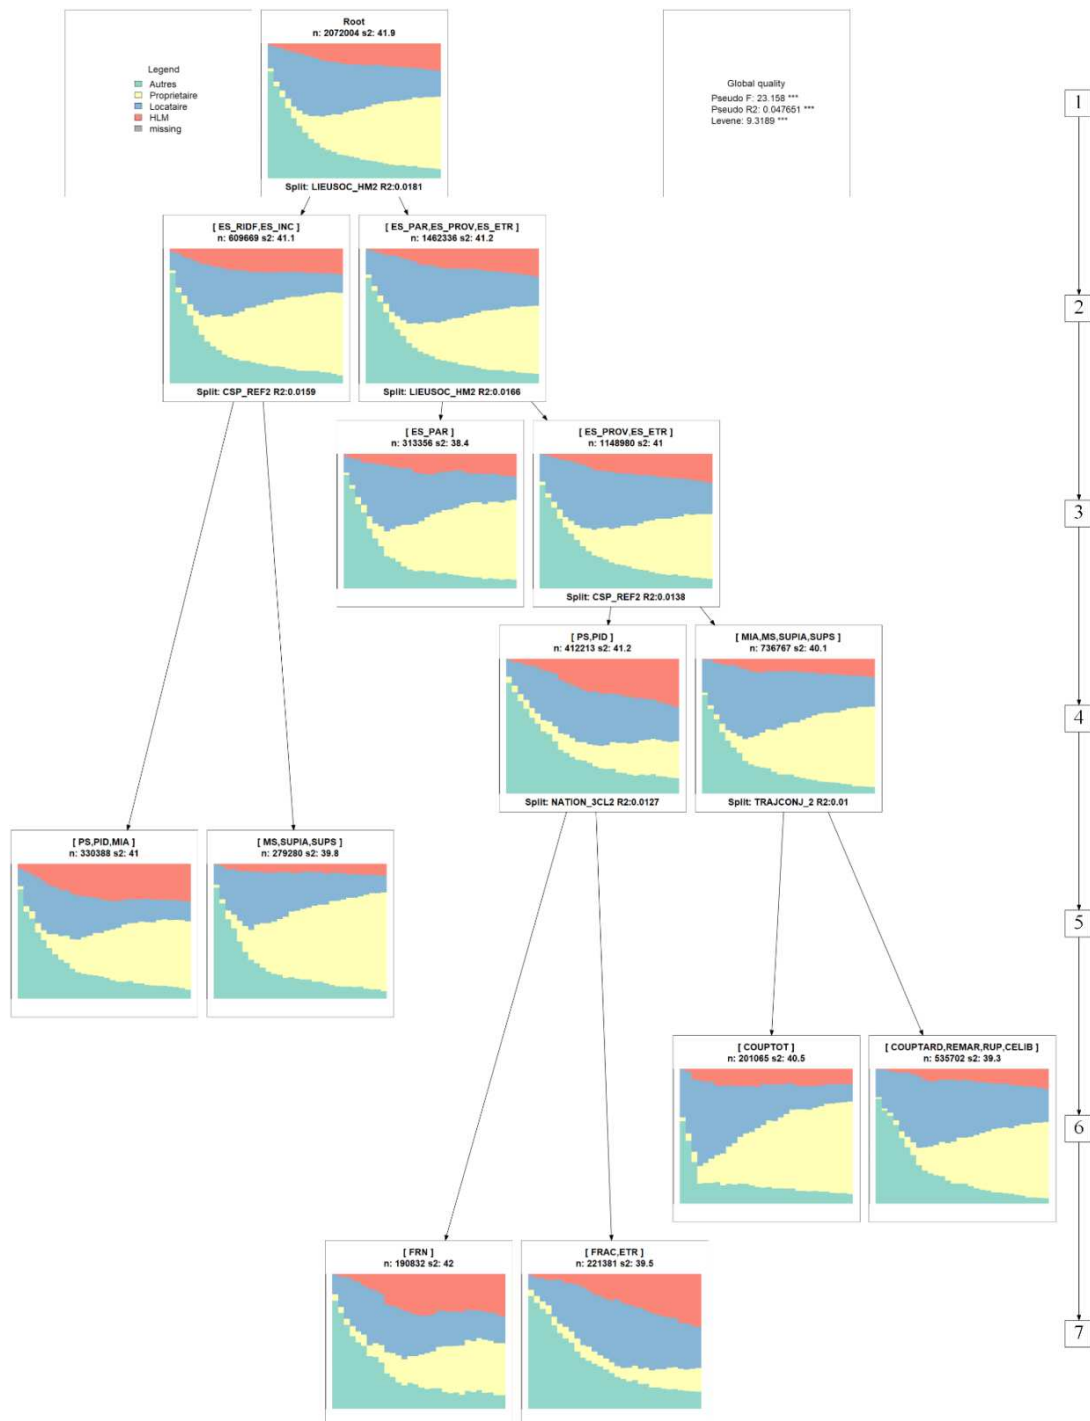 Root
n: 2072004 s2: 41.9
Legend
Autres
Proprietaire
Locataire
HLM
missing
Global quality
Pseudo F: 23.158 ***
Pseudo R2: 0.047651 ***
Levene: 9.3189 ***
1
Split: LIEUSOC_HM2 R2:0.0181
[ ES_RIDF,ES_INC ]
n: 609669 s2: 41.1
[ ES_PAR,ES_PROV,ES_ETR ]
n: 1462336 s2: 41.2
2
Split: CSP_REF2 R2:0.0159
Split: LIEUSOC_HM2 R2:0.0166
[ ES_PAR ]
n: 313356 s2: 38.4
[ ES_PROV,ES_ETR ]
n: 1148980 s2: 41
3
Split: CSP_REF2 R2:0.0138
[ PS,PID ]
n: 412213 s2: 41.2
[ MIA,MS,SUPIA,SUPS ]
n: 736767 s2: 40.1
4
Split: NATION_3CL2 R2:0.0127
Split: TRAJCONJ_2 R2:0.01
[ PS,PID,MIA ]
n: 330388 s2: 41
[ MS,SUPIA,SUPS ]
n: 279280 s2: 39.8
5
[ COUPTOT ]
n: 201065 s2: 40.5
[ COUPTARD,REMAR,RUP,CELIB ]
n: 535702 s2: 39.3
6
[ FRN ]
n: 190832 s2: 42
[ FRAC,ETR ]
n: 221381 s2: 39.5
7